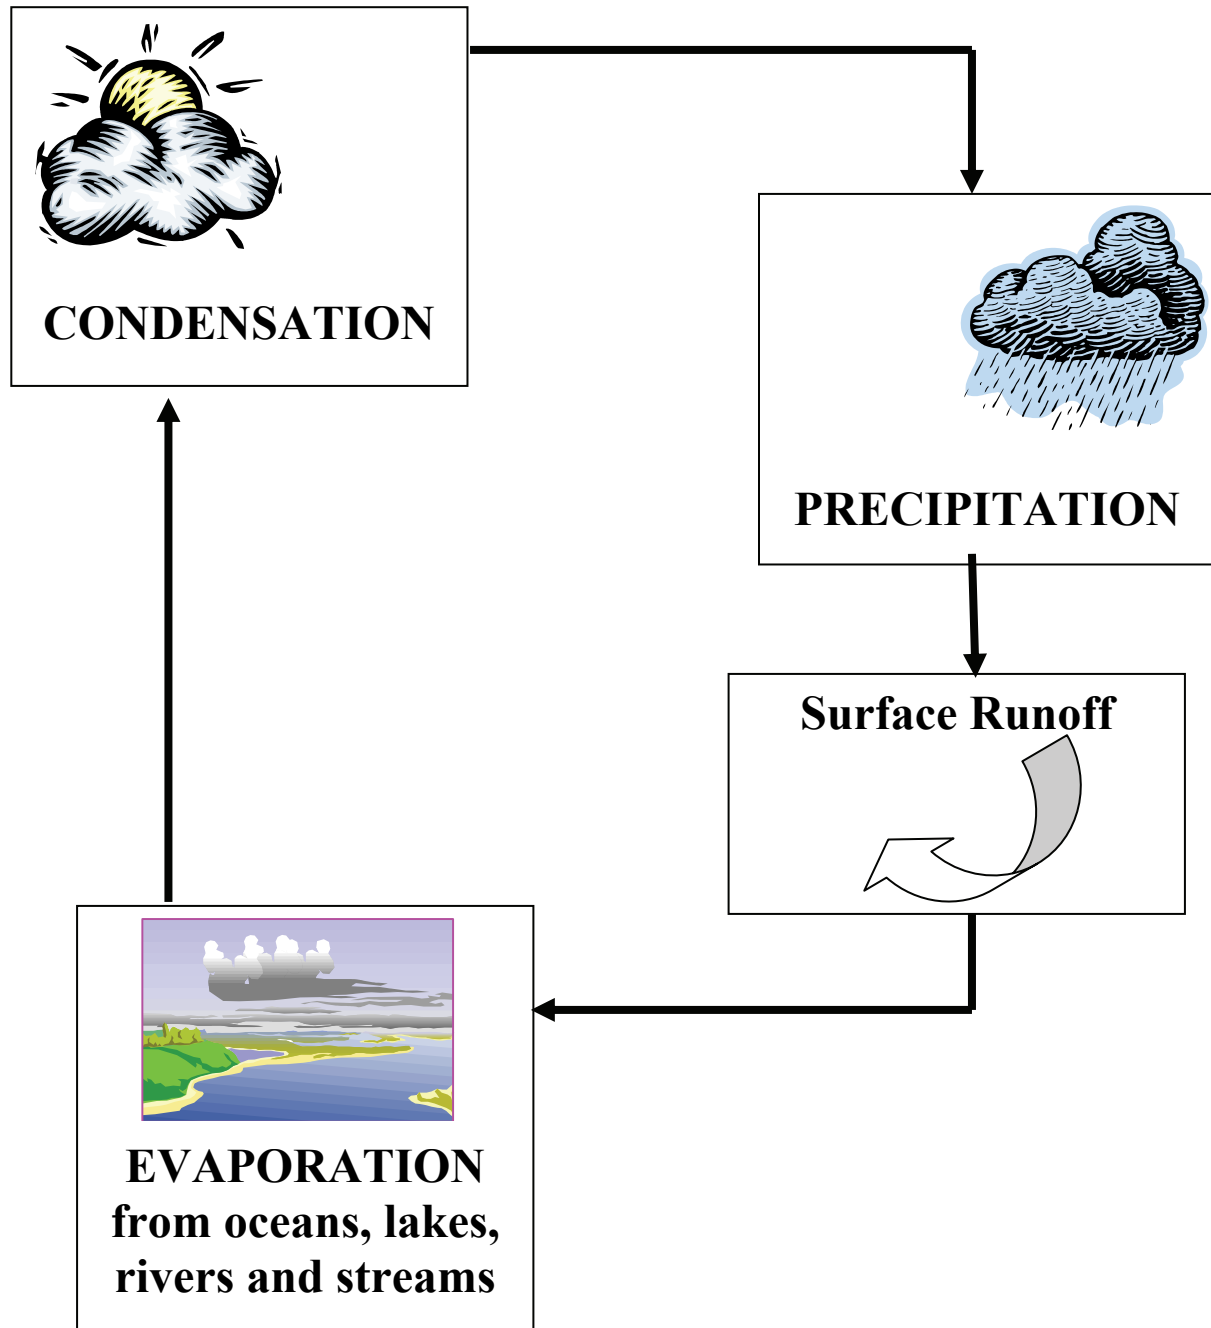 CONDENSATION
PRECIPITATION
Surface Runoff
EVAPORATION
from oceans, lakes,
rivers and streams